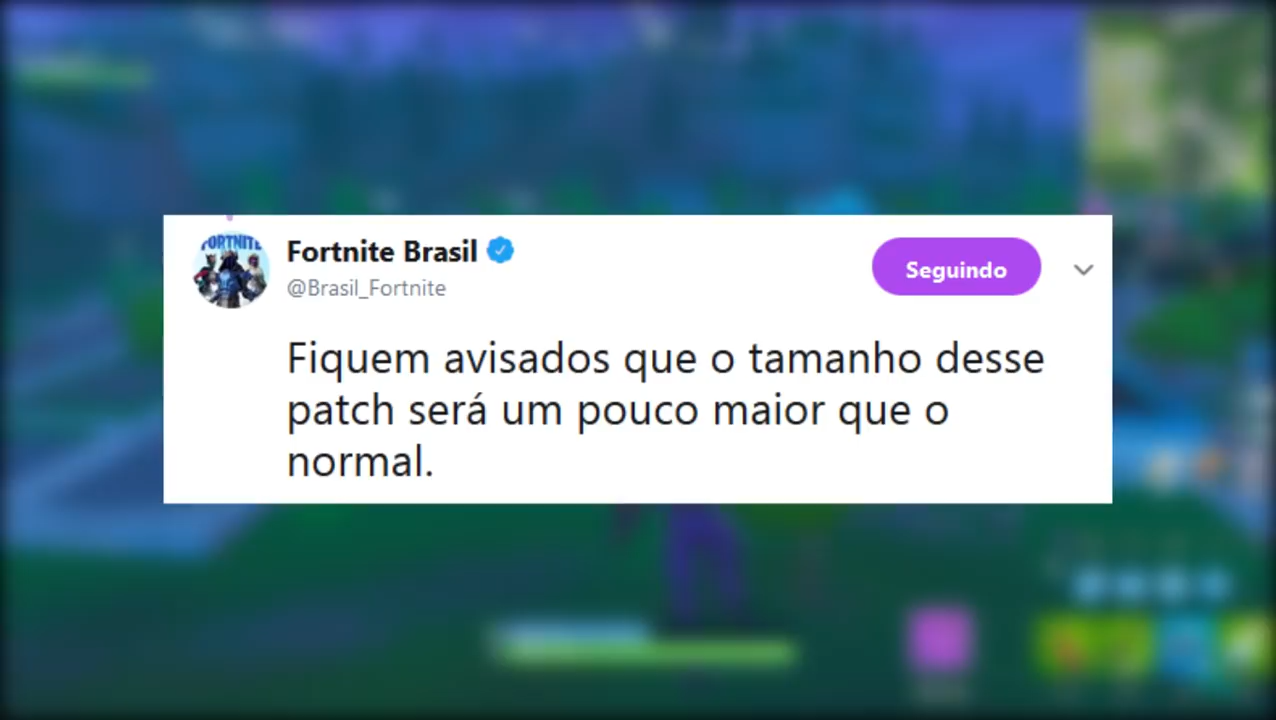 FORTNITE
Fortnite Brasil
Seguindo
@Brasil_Fortnite
Fiquem avisados que o tamanho desse
patch será um pouco maior que o
normal.